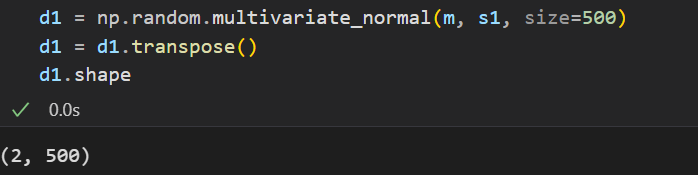 d1 = np.random.multivariate_normal(m, s1, size=500)
d1 = d1.transpose()
d1.shape
✓ 0.0s
(2, 500)